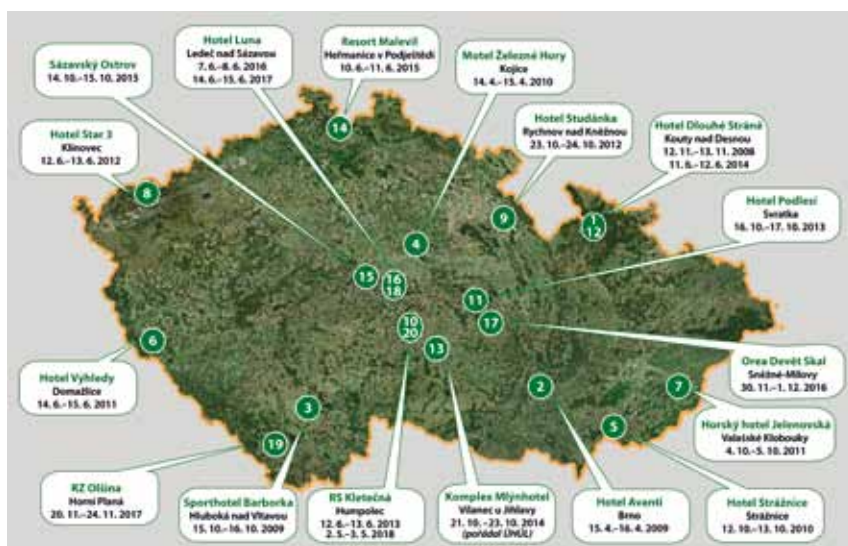 Hotel Luna
Ledeč nad Sázavou
7. 6.–8. 6. 2016
14. 6.–15. 6. 2017
Resort Malevil
Heřmanice v Podještědí
10. 6.–11. 6. 2015
Motel Železné Hory
Kojice
14. 4.–15. 4. 2010
Sázavský Ostrov
14. 10.–15. 10. 2015
Hotel Studánka
Rychnov nad Kněžnou
23. 10.–24. 10. 2012
Hotel Dlouhé Stráně
Kouty nad Desnou
12. 11.–13. 11. 2008
11. 6.–12. 6. 2014
Hotel Star 3
Klínovec
12. 6.–13. 6. 2012
Hotel Podlesí
Svratka
16. 10.–17. 10. 2013
14
8
9
1
12
4
15
16
18
11
10
20
17
13
6
2
7
3
5
19
Hotel Výhledy
Domažlice
14. 6.–15. 6. 2011
Orea Devět Skal
Sněžné-Milovy
30. 11.–1. 12. 2016
Horský hotel Jelenovská
Valašské Klobouky
4. 10.–5. 10. 2011
KZ Olšina
Horní Planá
20. 11.–24. 11. 2017
Sporthotel Barborka
Hluboká nad Vltavou
15. 10.–16. 10. 2009
RS Kletečná
Humpolec
12. 6.–13. 6. 2013
2. 5.–3. 5. 2018
Komplex Mlýnhotel
Vílanec u Jihlavy
21. 10.–23. 10. 2014
(pořádal ÚHÚL)
Hotel Avanti
Brno
15. 4.–16. 4. 2009
Hotel Strážnice
Strážnice
12. 10.–13. 10. 2010